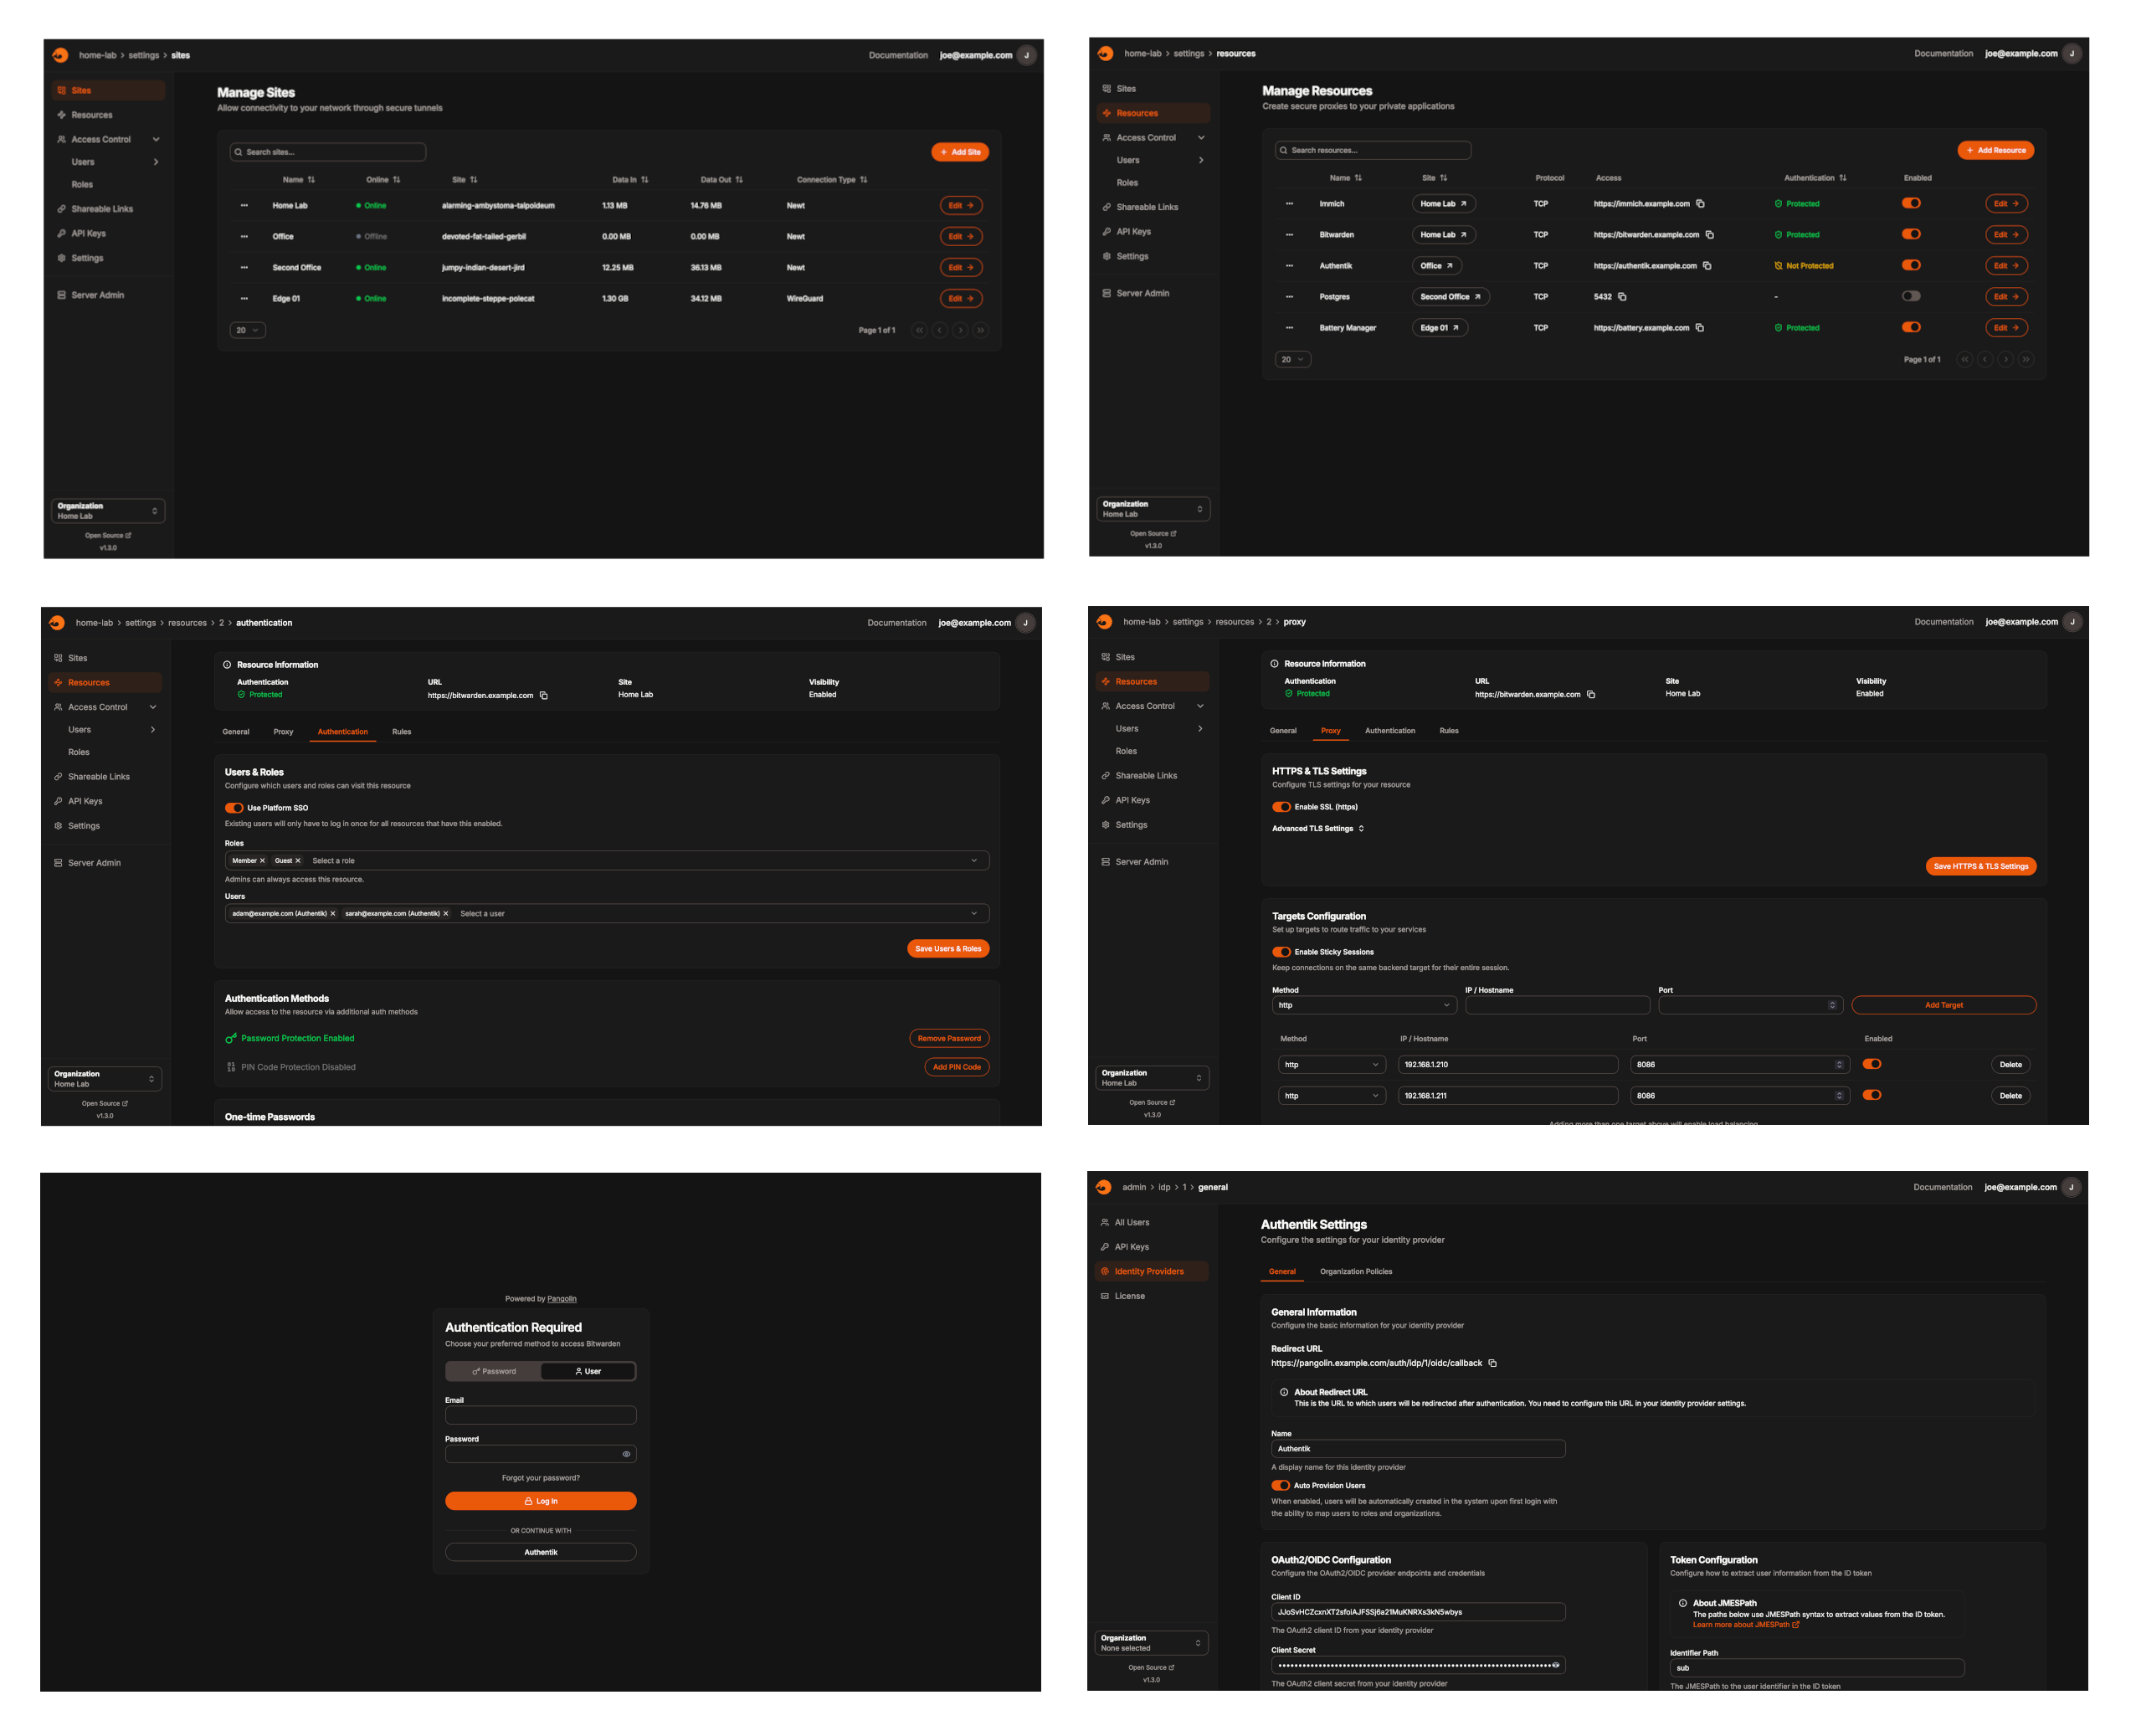 home-lab > settings > sites
Documentation joe@example.com J
Sites
Resources
Access Control
Users
Roles
Shareable Links
API Keys
Settings
Server Admin
Organization
Home Lab
Open Source
v1.3.0
Manage Sites
Allow connectivity to your network through secure tunnels
Search sites...
+ Add Site
Name Online Site Data In Data Out Connection Type
Home Lab Online alarming-ambystoma-talpoideum 1.13 MB 14.76 MB Newt Edit
Office Offline devoted-fat-tailed-gerbil 0.00 MB 0.00 MB Newt Edit
Second Office Online jumpy-indian-desert-jird 12.25 MB 36.13 MB Newt Edit
Edge 01 Online incomplete-steppe-polecat 1.30 GB 34.12 MB WireGuard Edit
20 Page 1 of 1
home-lab > settings > resources
Documentation joe@example.com J
Sites
Resources
Access Control
Users
Roles
Shareable Links
API Keys
Settings
Server Admin
Organization
Home Lab
Open Source
v1.3.0
Manage Resources
Create secure proxies to your private applications
Search resources...
+ Add Resource
Name Site Protocol Access Authentication Enabled
Immich Home Lab TCP https://immich.example.com Protected Edit
Bitwarden Home Lab TCP https://bitwarden.example.com Protected Edit
Authentik Office TCP https://authentik.example.com Not Protected Edit
Postgres Second Office TCP 5432 - Edit
Battery Manager Edge 01 TCP https://battery.example.com Protected Edit
20 Page 1 of 1
home-lab > settings > resources > 2 > authentication
Documentation joe@example.com J
Sites
Resources
Access Control
Users
Roles
Shareable Links
API Keys
Settings
Server Admin
Organization
Home Lab
Open Source
v1.3.0
Resource Information
Authentication URL Site Visibility
Protected https://bitwarden.example.com Home Lab Enabled
General Proxy Authentication Rules
Users & Roles
Configure which users and roles can visit this resource
Use Platform SSO
Existing users will only have to log in once for all resources that have this enabled.
Roles
Member Guest Select a role
Admins can always access this resource.
Users
adam@example.com (Authentik) sarah@example.com (Authentik) Select a user
Save Users & Roles
Authentication Methods
Allow access to the resource via additional auth methods
Password Protection Enabled Remove Password
PIN Code Protection Disabled Add PIN Code
One-time Passwords
home-lab > settings > resources > 2 > proxy
Documentation joe@example.com J
Sites
Resources
Access Control
Users
Roles
Shareable Links
API Keys
Settings
Server Admin
Organization
Home Lab
Open Source
v1.3.0
Resource Information
Authentication URL Site Visibility
Protected https://bitwarden.example.com Home Lab Enabled
General Proxy Authentication Rules
HTTPS & TLS Settings
Configure TLS settings for your resource
Enable SSL (https)
Advanced TLS Settings
Save HTTPS & TLS Settings
Targets Configuration
Set up targets to route traffic to your services
Enable Sticky Sessions
Keep connections on the same backend target for their entire session.
Method IP / Hostname Port
http Add Target
Method IP / Hostname Port Enabled
http 192.168.1.210 8086 Delete
http 192.168.1.211 8086 Delete
Adding more than one target above will enable load balancing.
Powered by Pangolin
Authentication Required
Choose your preferred method to access Bitwarden
Password User
Email
Password
Forgot your password?
Log In
OR CONTINUE WITH
Authentik
admin > idp > 1 > general
Documentation joe@example.com J
All Users
API Keys
Identity Providers
License
Organization
None selected
Open Source
v1.3.0
Authentik Settings
Configure the settings for your identity provider
General Organization Policies
General Information
Configure the basic information for your identity provider
Redirect URL
https://pangolin.example.com/auth/idp/1/oidc/callback
About Redirect URL
This is the URL to which users will be redirected after authentication. You need to configure this URL in your identity provider settings.
Name
Authentik
A display name for this identity provider
Auto Provision Users
When enabled, users will be automatically created in the system upon first login with
the ability to map users to roles and organizations.
OAuth2/OIDC Configuration
Configure the OAuth2/OIDC provider endpoints and credentials
Client ID
The OAuth2 client ID from your identity provider
Client Secret
The OAuth2 client secret from your identity provider
Token Configuration
Configure how to extract user information from the ID token
About JMESPath
The paths below use JMESPath syntax to extract values from the ID token.
Learn more about JMESPath
Identifier Path
sub
The JMESPath to the user identifier in the ID token